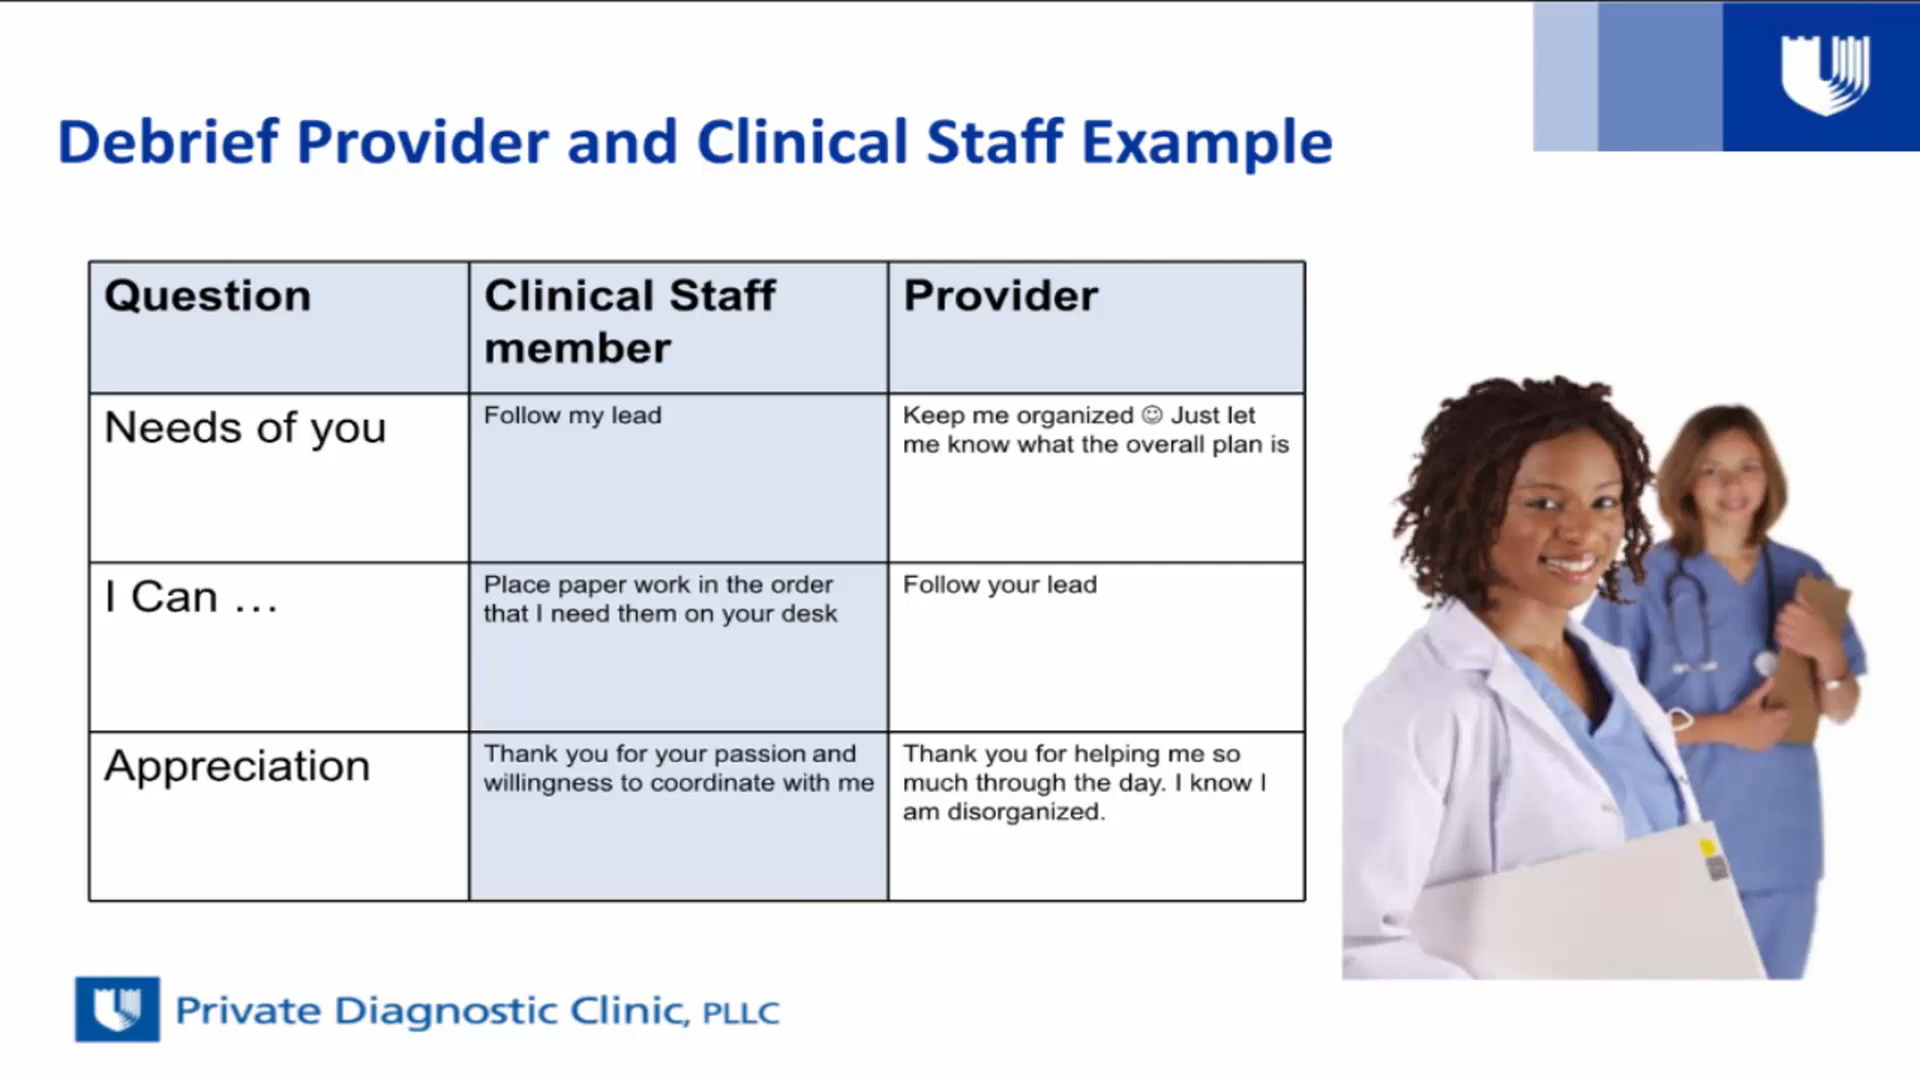 Debrief Provider and Clinical Staff Example
Question
Clinical Staff
member
Provider
Needs of you
Follow my lead
Keep me organized ☺ Just let
me know what the overall plan is
I Can …
Place paper work in the order
that I need them on your desk
Follow your lead
Appreciation
Thank you for your passion and
willingness to coordinate with me
Thank you for helping me so
much through the day. I know I
am disorganized.
Private Diagnostic Clinic, PLLC